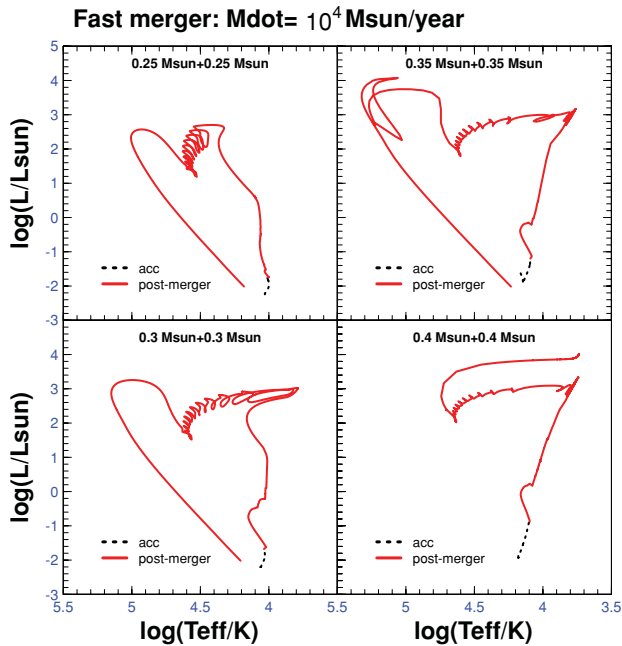 Fast merger: Mdot= 10^4 Msun/year
0.25 Msun+0.25 Msun
0.35 Msun+0.35 Msun
log(L/Lsun)
5
4
3
2
1
0
-1
-2
-3
acc
post-merger
acc
post-merger
0.3 Msun+0.3 Msun
0.4 Msun+0.4 Msun
log(L/Lsun)
4
3
2
1
0
-1
-2
-3
acc
post-merger
acc
post-merger
5.5 5 4.5 4 5.5 5 4.5 4 3.5
log(Teff/K) log(Teff/K)